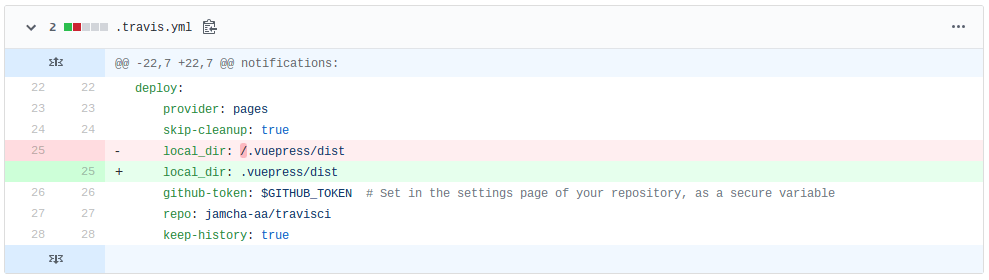 2 .travis.yml
@@ -22,7 +22,7 @@ notifications:
22 22 deploy:
23 23 provider: pages
24 24 skip-cleanup: true
25 - local_dir: /.vuepress/dist
25 + local_dir: .vuepress/dist
26 26 github-token: $GITHUB_TOKEN # Set in the settings page of your repository, as a secure variable
27 27 repo: jamcha-aa/travisci
28 28 keep-history: true